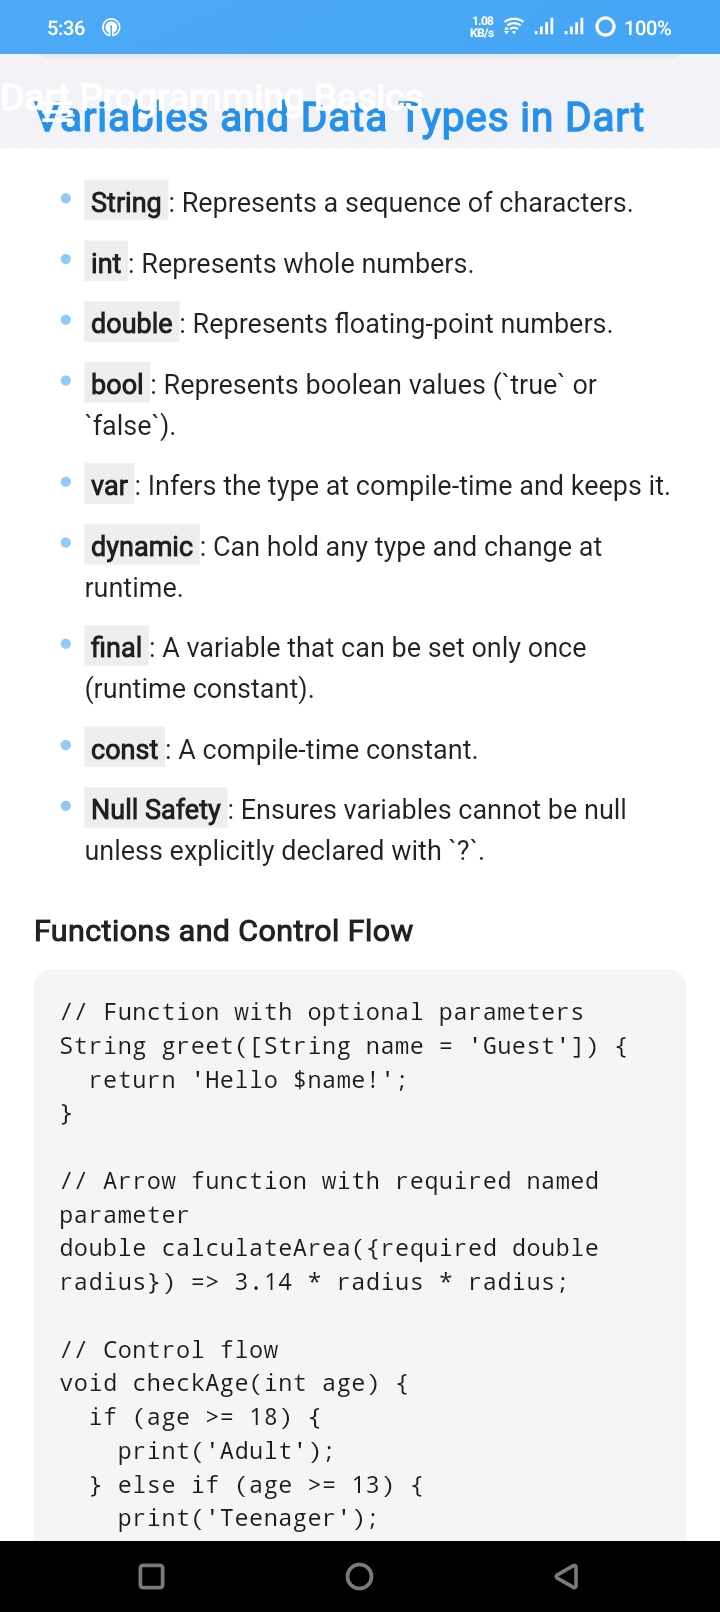 5:36
1.08
KB/s
100%
Dart Programming Basics
Variables and Data Types in Dart
String : Represents a sequence of characters.
int : Represents whole numbers.
double : Represents floating-point numbers.
bool : Represents boolean values (`true` or
`false`).
var : Infers the type at compile-time and keeps it.
dynamic : Can hold any type and change at
runtime.
final : A variable that can be set only once
(runtime constant).
const : A compile-time constant.
Null Safety : Ensures variables cannot be null
unless explicitly declared with `?`.
Functions and Control Flow
// Function with optional parameters
String greet([String name = 'Guest']) {
  return 'Hello $name!';
}
// Arrow function with required named
parameter
double calculateArea({required double
radius}) => 3.14 * radius * radius;
// Control flow
void checkAge(int age) {
  if (age >= 18) {
    print('Adult');
  } else if (age >= 13) {
    print('Teenager');